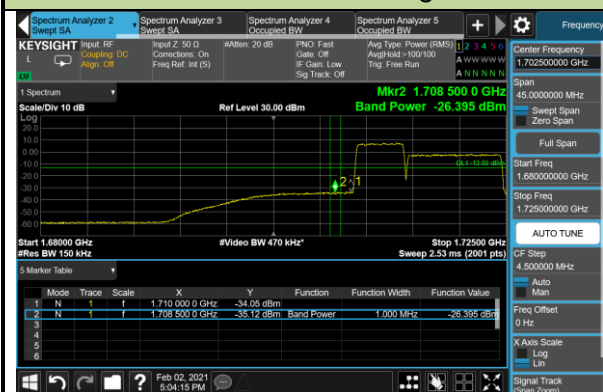 Spectrum Analyzer 2
Swept SA
Spectrum Analyzer 3
Swept SA
Spectrum Analyzer 4
Occupied BW
Spectrum Analyzer 5
Occupied BW
+
Frequency
KEYSIGHT
L
Input: RF
Coupling: DC
Align: Off
Input Z: 50 Ω
Corrections: On
Freq Ref: Int (S)
#Atten: 20 dB
PNO: Fast
Gate: Off
IF Gain: Low
Sig Track: Off
Avg Type: Power (RMS)
Avg|Hold:>100/100
Trig: Free Run
1 2 3 4 5 6
A W W W W W
A N N N N N
1 Spectrum
Scale/Div 10 dB
Ref Level 30.00 dBm
Mkr2 1.708 500 0 GHz
Band Power -26.395 dBm
Log
20.0
10.0
0.00
-10.0
-20.0
-30.0
-40.0
-50.0
-60.0
DL1 -13.00 dBm
2
1
Start 1.68000 GHz
#Video BW 470 kHz*
Stop 1.72500 GHz
#Res BW 150 kHz
Sweep 2.53 ms (2001 pts)
5 Marker Table
Mode Trace Scale X Y Function Function Width Function Value
1 N 1 f 1.710 000 0 GHz -34.05 dBm
2 N 1 f 1.708 500 0 GHz -35.12 dBm Band Power 1.000 MHz -26.395 dBm
3
4
5
6
Feb 02, 2021
5:04:15 PM
Center Frequency
1.702500000 GHz
Span
45.0000000 MHz
Swept Span
Zero Span
Full Span
Start Freq
1.680000000 GHz
Stop Freq
1.725000000 GHz
AUTO TUNE
CF Step
4.500000 MHz
Auto
Man
Freq Offset
0 Hz
X Axis Scale
Log
Lin
Signal Track
(Span Zoom)